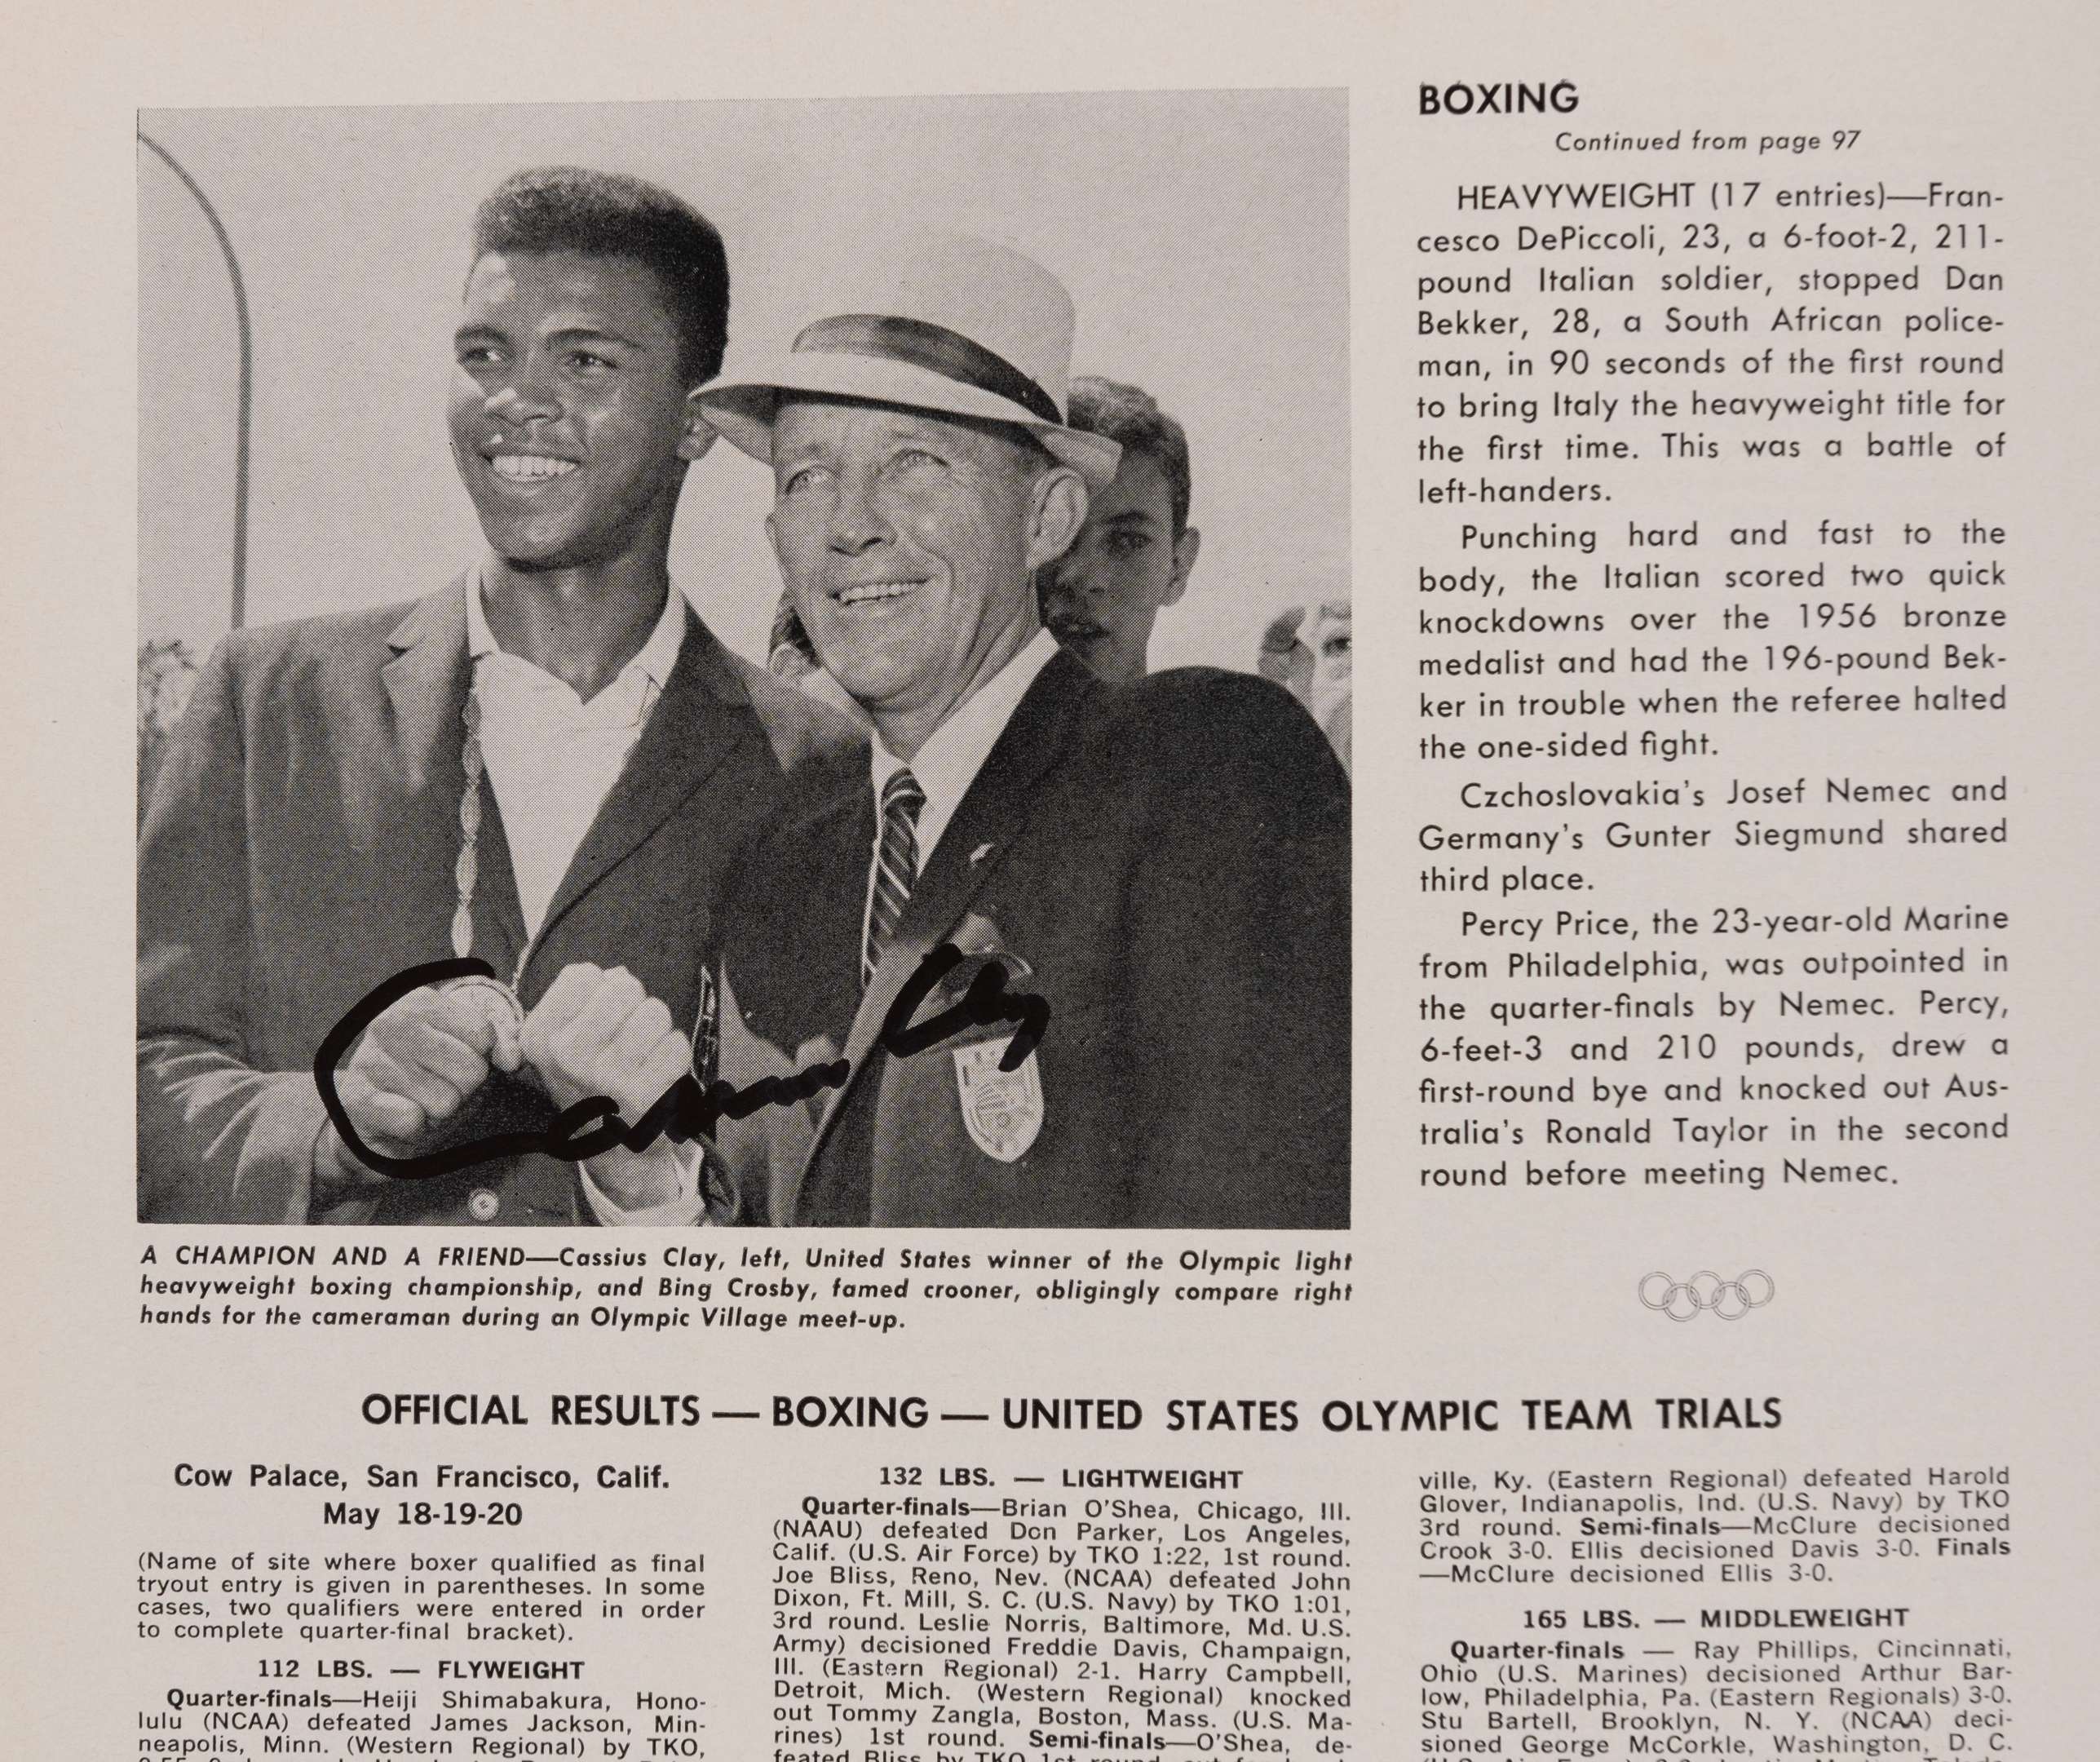 BOXING
Continued from page 97
HEAVYWEIGHT (17 entries)—Fran-
cesco DePiccoli, 23, a 6-foot-2, 211-
pound Italian soldier, stopped Dan
Bekker, 28, a South African police-
man, in 90 seconds of the first round
to bring Italy the heavyweight title for
the first time. This was a battle of
left-handers.
Punching hard and fast to the
body, the Italian scored two quick
knockdowns over the 1956 bronze
medalist and had the 196-pound Bek-
ker in trouble when the referee halted
the one-sided fight.
Czchoslovakia's Josef Nemec and
Germany's Gunter Siegmund shared
third place.
Percy Price, the 23-year-old Marine
from Philadelphia, was outpointed in
the quarter-finals by Nemec. Percy,
6-feet-3 and 210 pounds, drew a
first-round bye and knocked out Aus-
tralia's Ronald Taylor in the second
round before meeting Nemec.
Cassius Clay
A CHAMPION AND A FRIEND—Cassius Clay, left, United States winner of the Olympic light
heavyweight boxing championship, and Bing Crosby, famed crooner, obligingly compare right
hands for the cameraman during an Olympic Village meet-up.
OFFICIAL RESULTS — BOXING — UNITED STATES OLYMPIC TEAM TRIALS
Cow Palace, San Francisco, Calif.
May 18-19-20
(Name of site where boxer qualified as final
tryout entry is given in parentheses. In some
cases, two qualifiers were entered in order
to complete quarter-final bracket).
112 LBS. — FLYWEIGHT
Quarter-finals—Heiji Shimabakura, Hono-
lulu (NCAA) defeated James Jackson, Min-
neapolis, Minn. (Western Regional) by TKO,
132 LBS. — LIGHTWEIGHT
Quarter-finals—Brian O'Shea, Chicago, Ill.
(NAAU) defeated Don Parker, Los Angeles,
Calif. (U.S. Air Force) by TKO 1:22, 1st round.
Joe Bliss, Reno, Nev. (NCAA) defeated John
Dixon, Ft. Mill, S. C. (U.S. Navy) by TKO 1:01,
3rd round. Leslie Norris, Baltimore, Md. U.S.
Army) decisioned Freddie Davis, Champaign,
Ill. (Eastern Regional) 2-1. Harry Campbell,
Detroit, Mich. (Western Regional) knocked
out Tommy Zangla, Boston, Mass. (U.S. Ma-
rines) 1st round. Semi-finals—O'Shea, de-
feated Bliss by TKO 1st round
ville, Ky. (Eastern Regional) defeated Harold
Glover, Indianapolis, Ind. (U.S. Navy) by TKO
3rd round. Semi-finals—McClure decisioned
Crook 3-0. Ellis decisioned Davis 3-0. Finals
—McClure decisioned Ellis 3-0.
165 LBS. — MIDDLEWEIGHT
Quarter-finals — Ray Phillips, Cincinnati,
Ohio (U.S. Marines) decisioned Arthur Bar-
low, Philadelphia, Pa. (Eastern Regionals) 3-0.
Stu Bartell, Brooklyn, N. Y. (NCAA) deci-
sioned George McCorkle, Washington, D. C.